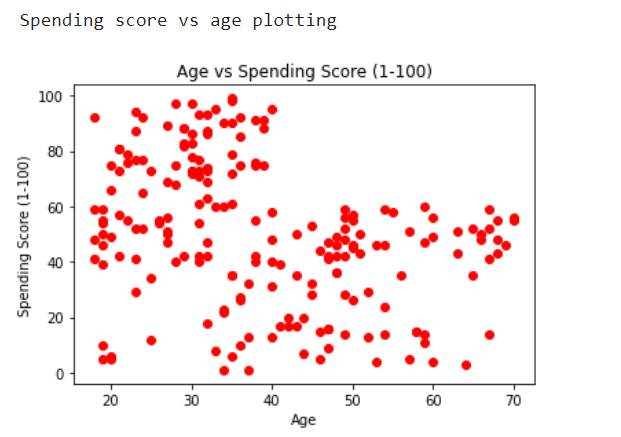 Spending score vs age plotting
Age vs Spending Score (1-100)
100
80
60
40
20
0
Spending Score (1-100)
20 30 40 50 60 70
Age